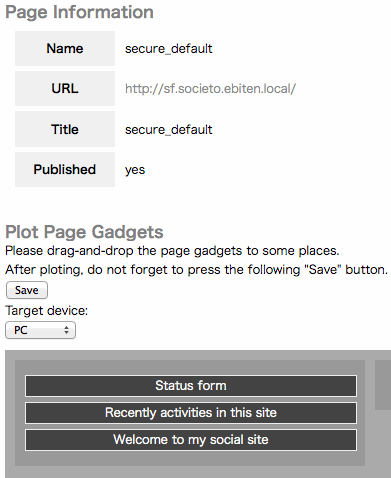 Page Information
Name secure_default
URL http://sf.societo.ebiten.local/
Title secure_default
Published yes
Plot Page Gadgets
Please drag-and-drop the page gadgets to some places.
After ploting, do not forget to press the following "Save" button.
Save
Target device:
PC
Status form
Recently activities in this site
Welcome to my social site